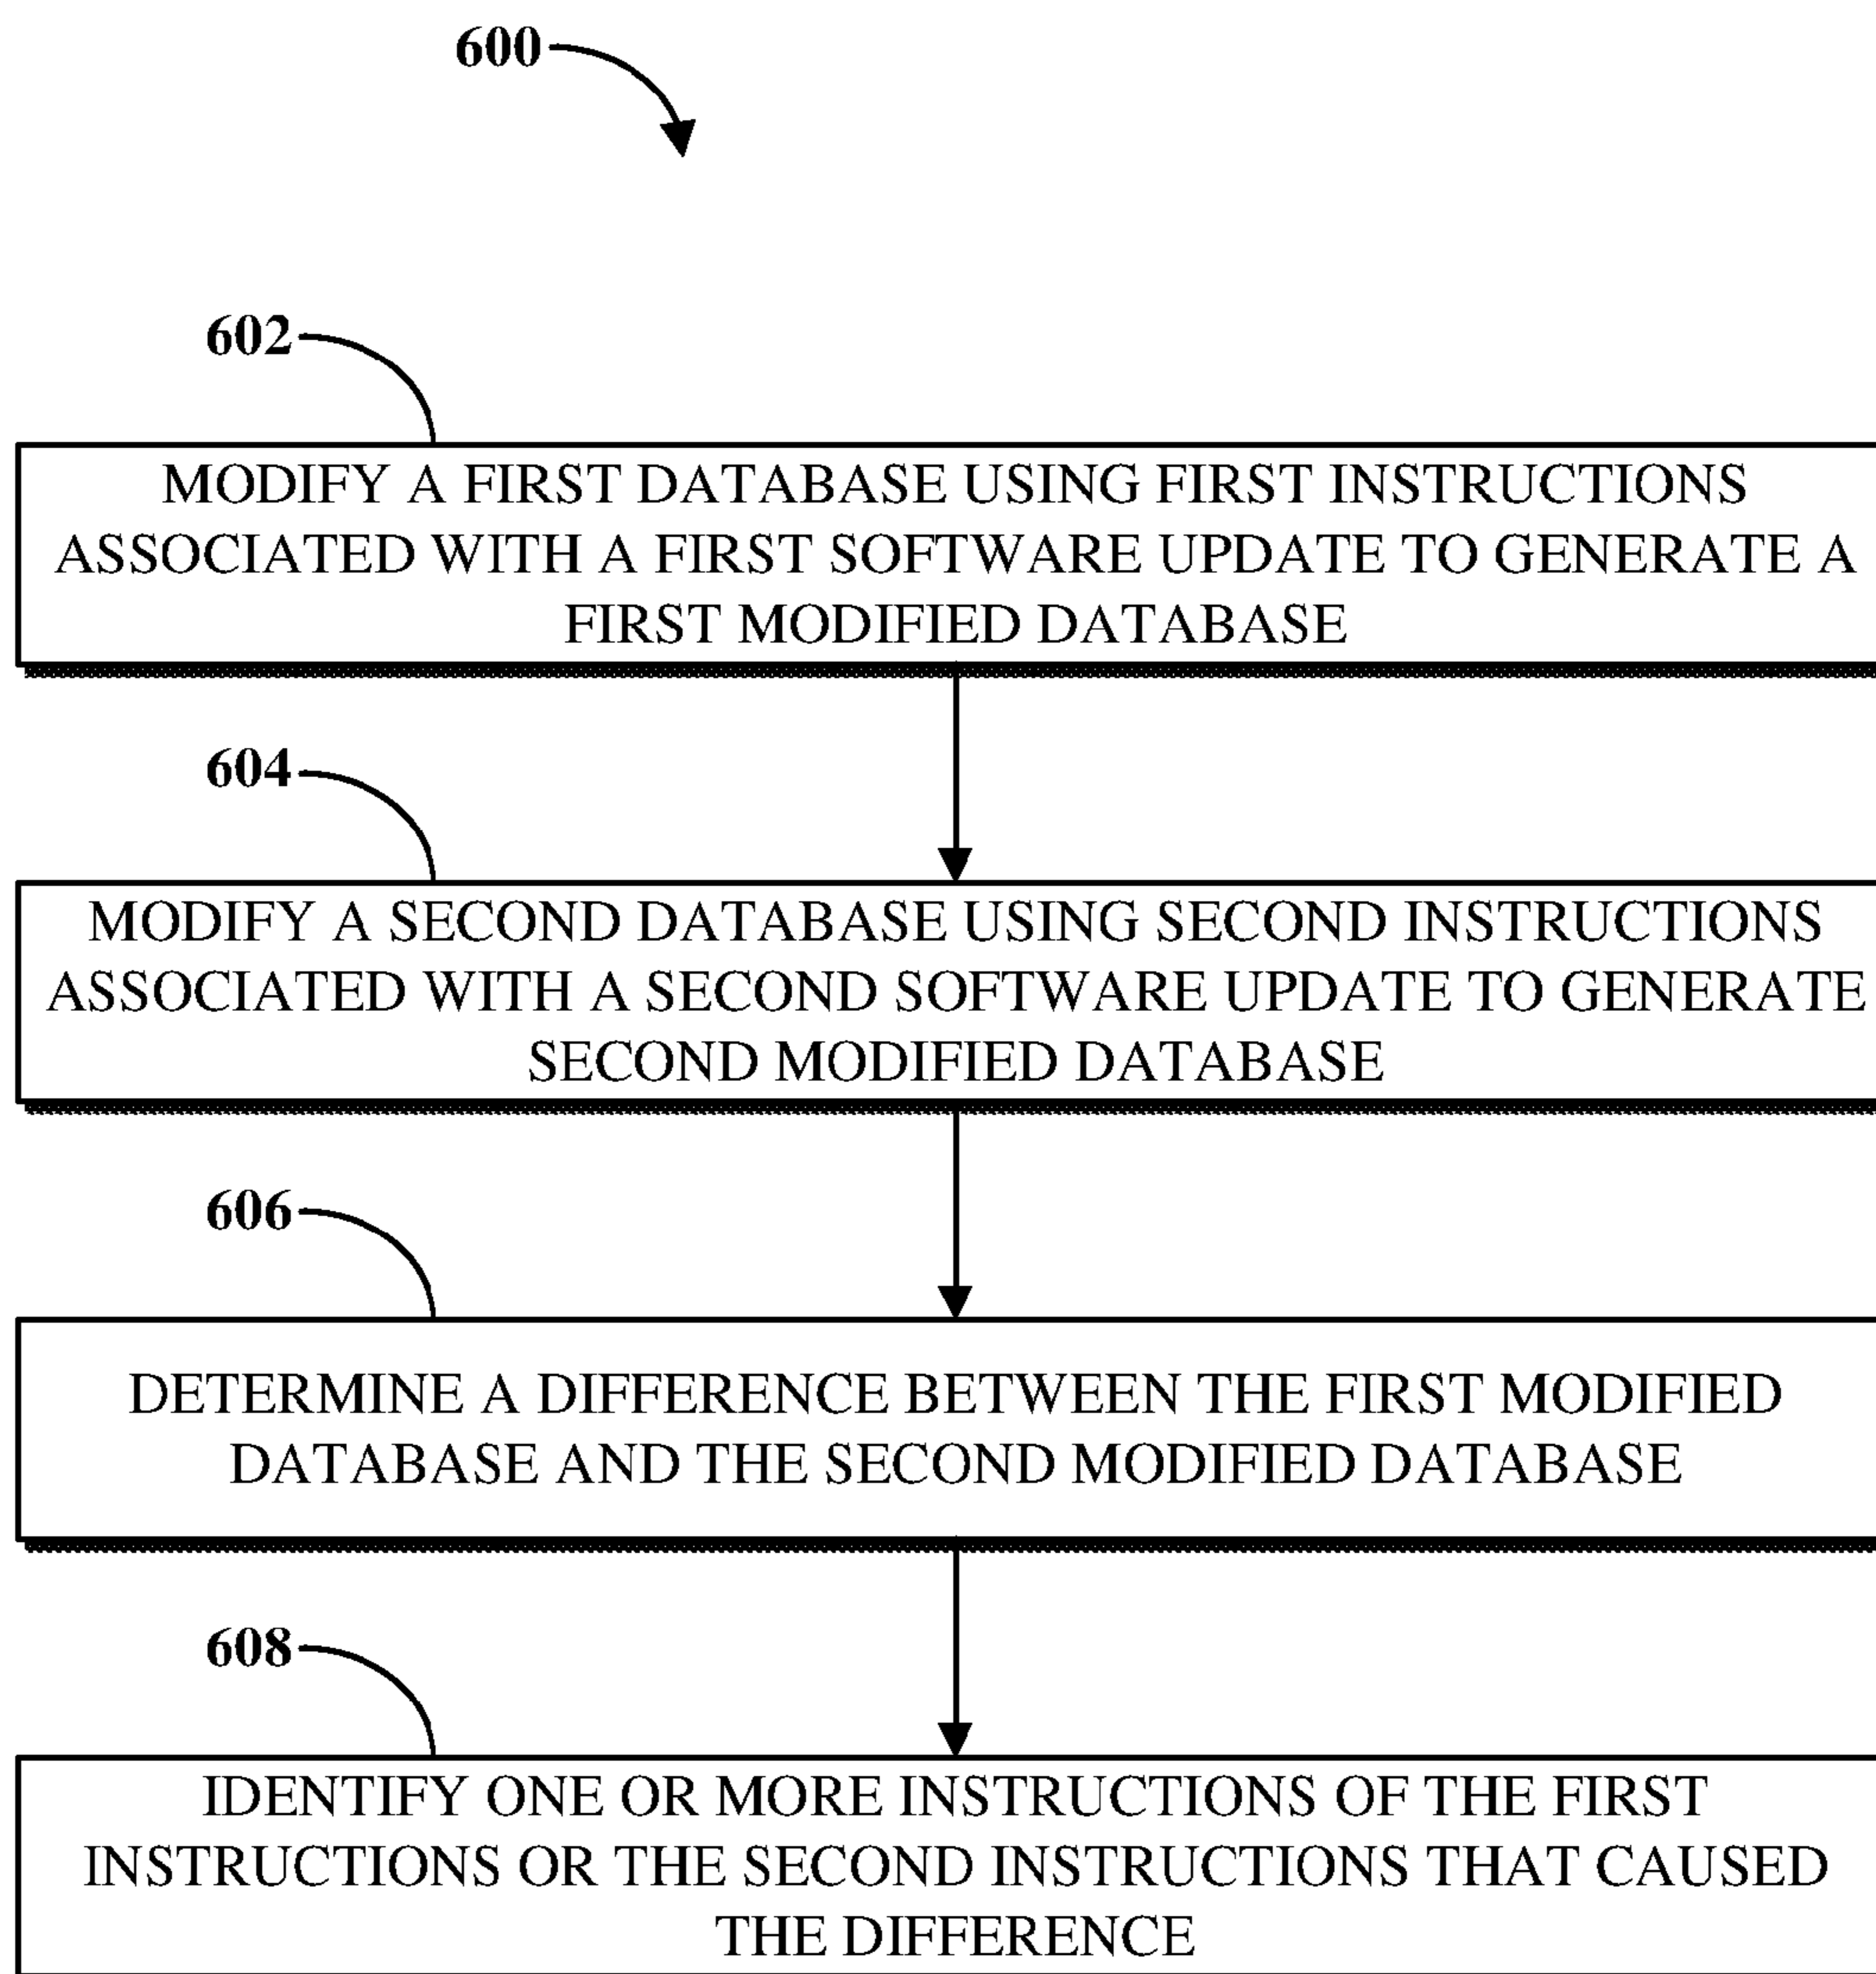 600
602
MODIFY A FIRST DATABASE USING FIRST INSTRUCTIONS
ASSOCIATED WITH A FIRST SOFTWARE UPDATE TO GENERATE A
FIRST MODIFIED DATABASE
604
MODIFY A SECOND DATABASE USING SECOND INSTRUCTIONS
ASSOCIATED WITH A SECOND SOFTWARE UPDATE TO GENERATE
SECOND MODIFIED DATABASE
606
DETERMINE A DIFFERENCE BETWEEN THE FIRST MODIFIED
DATABASE AND THE SECOND MODIFIED DATABASE
608
IDENTIFY ONE OR MORE INSTRUCTIONS OF THE FIRST
INSTRUCTIONS OR THE SECOND INSTRUCTIONS THAT CAUSED
THE DIFFERENCE